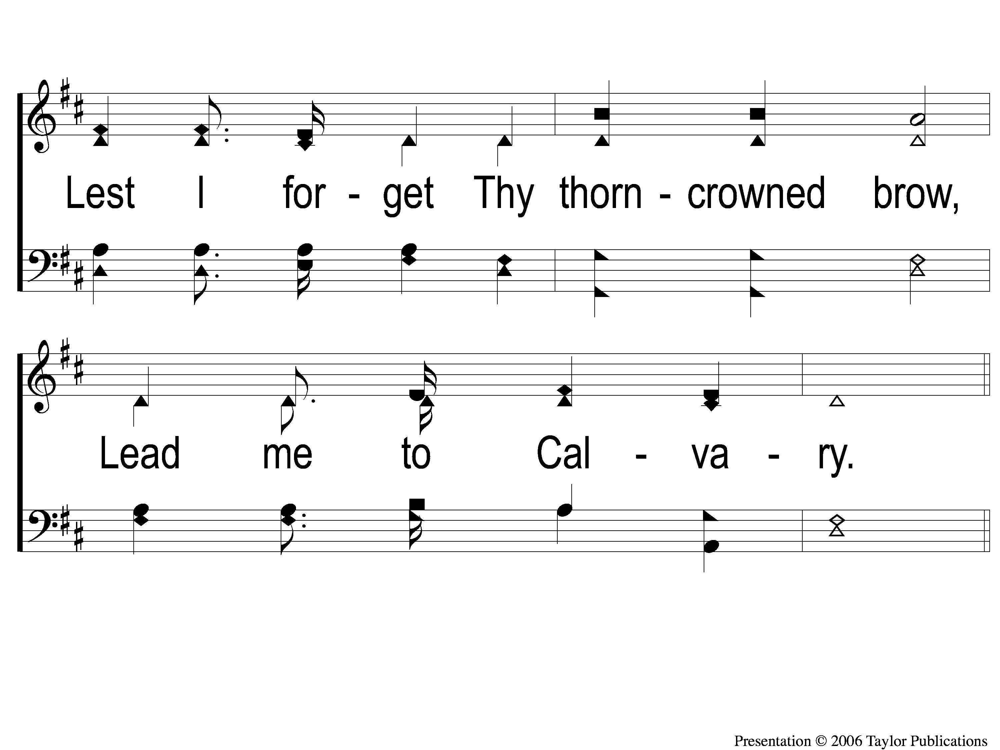 Lest I for - get Thy thorn - crowned brow,
Lead me to Cal - va - ry.
Presentation © 2006 Taylor Publications